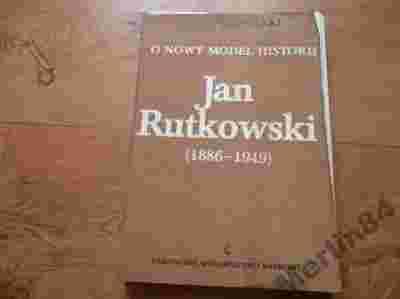 O NOWY MODEL HISTORII
Jan
Rutkowski
(1886–1949)
Merlin84